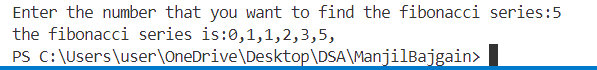 Enter the number that you want to find the fibonacci series:5
the fibonacci series is:0,1,1,2,3,5,
PS C:\Users\user\OneDrive\Desktop\DSA\ManjilBajgain>